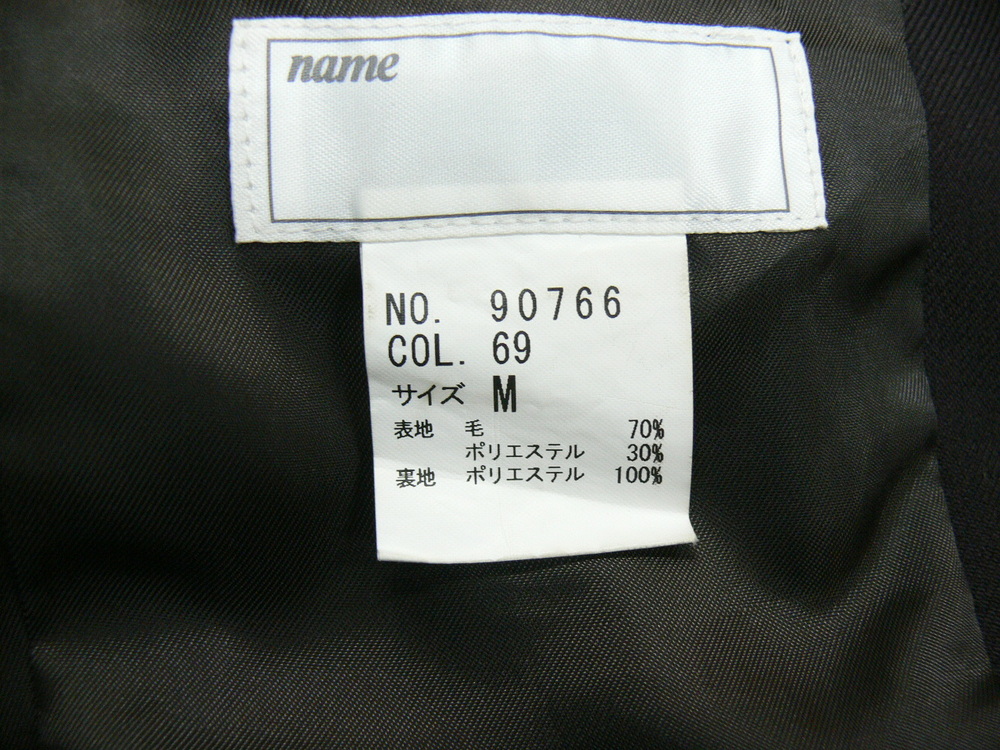 name
NO. 90766
COL. 69
サイズ M
表地 毛 70%
ポリエステル 30%
裏地 ポリエステル 100%